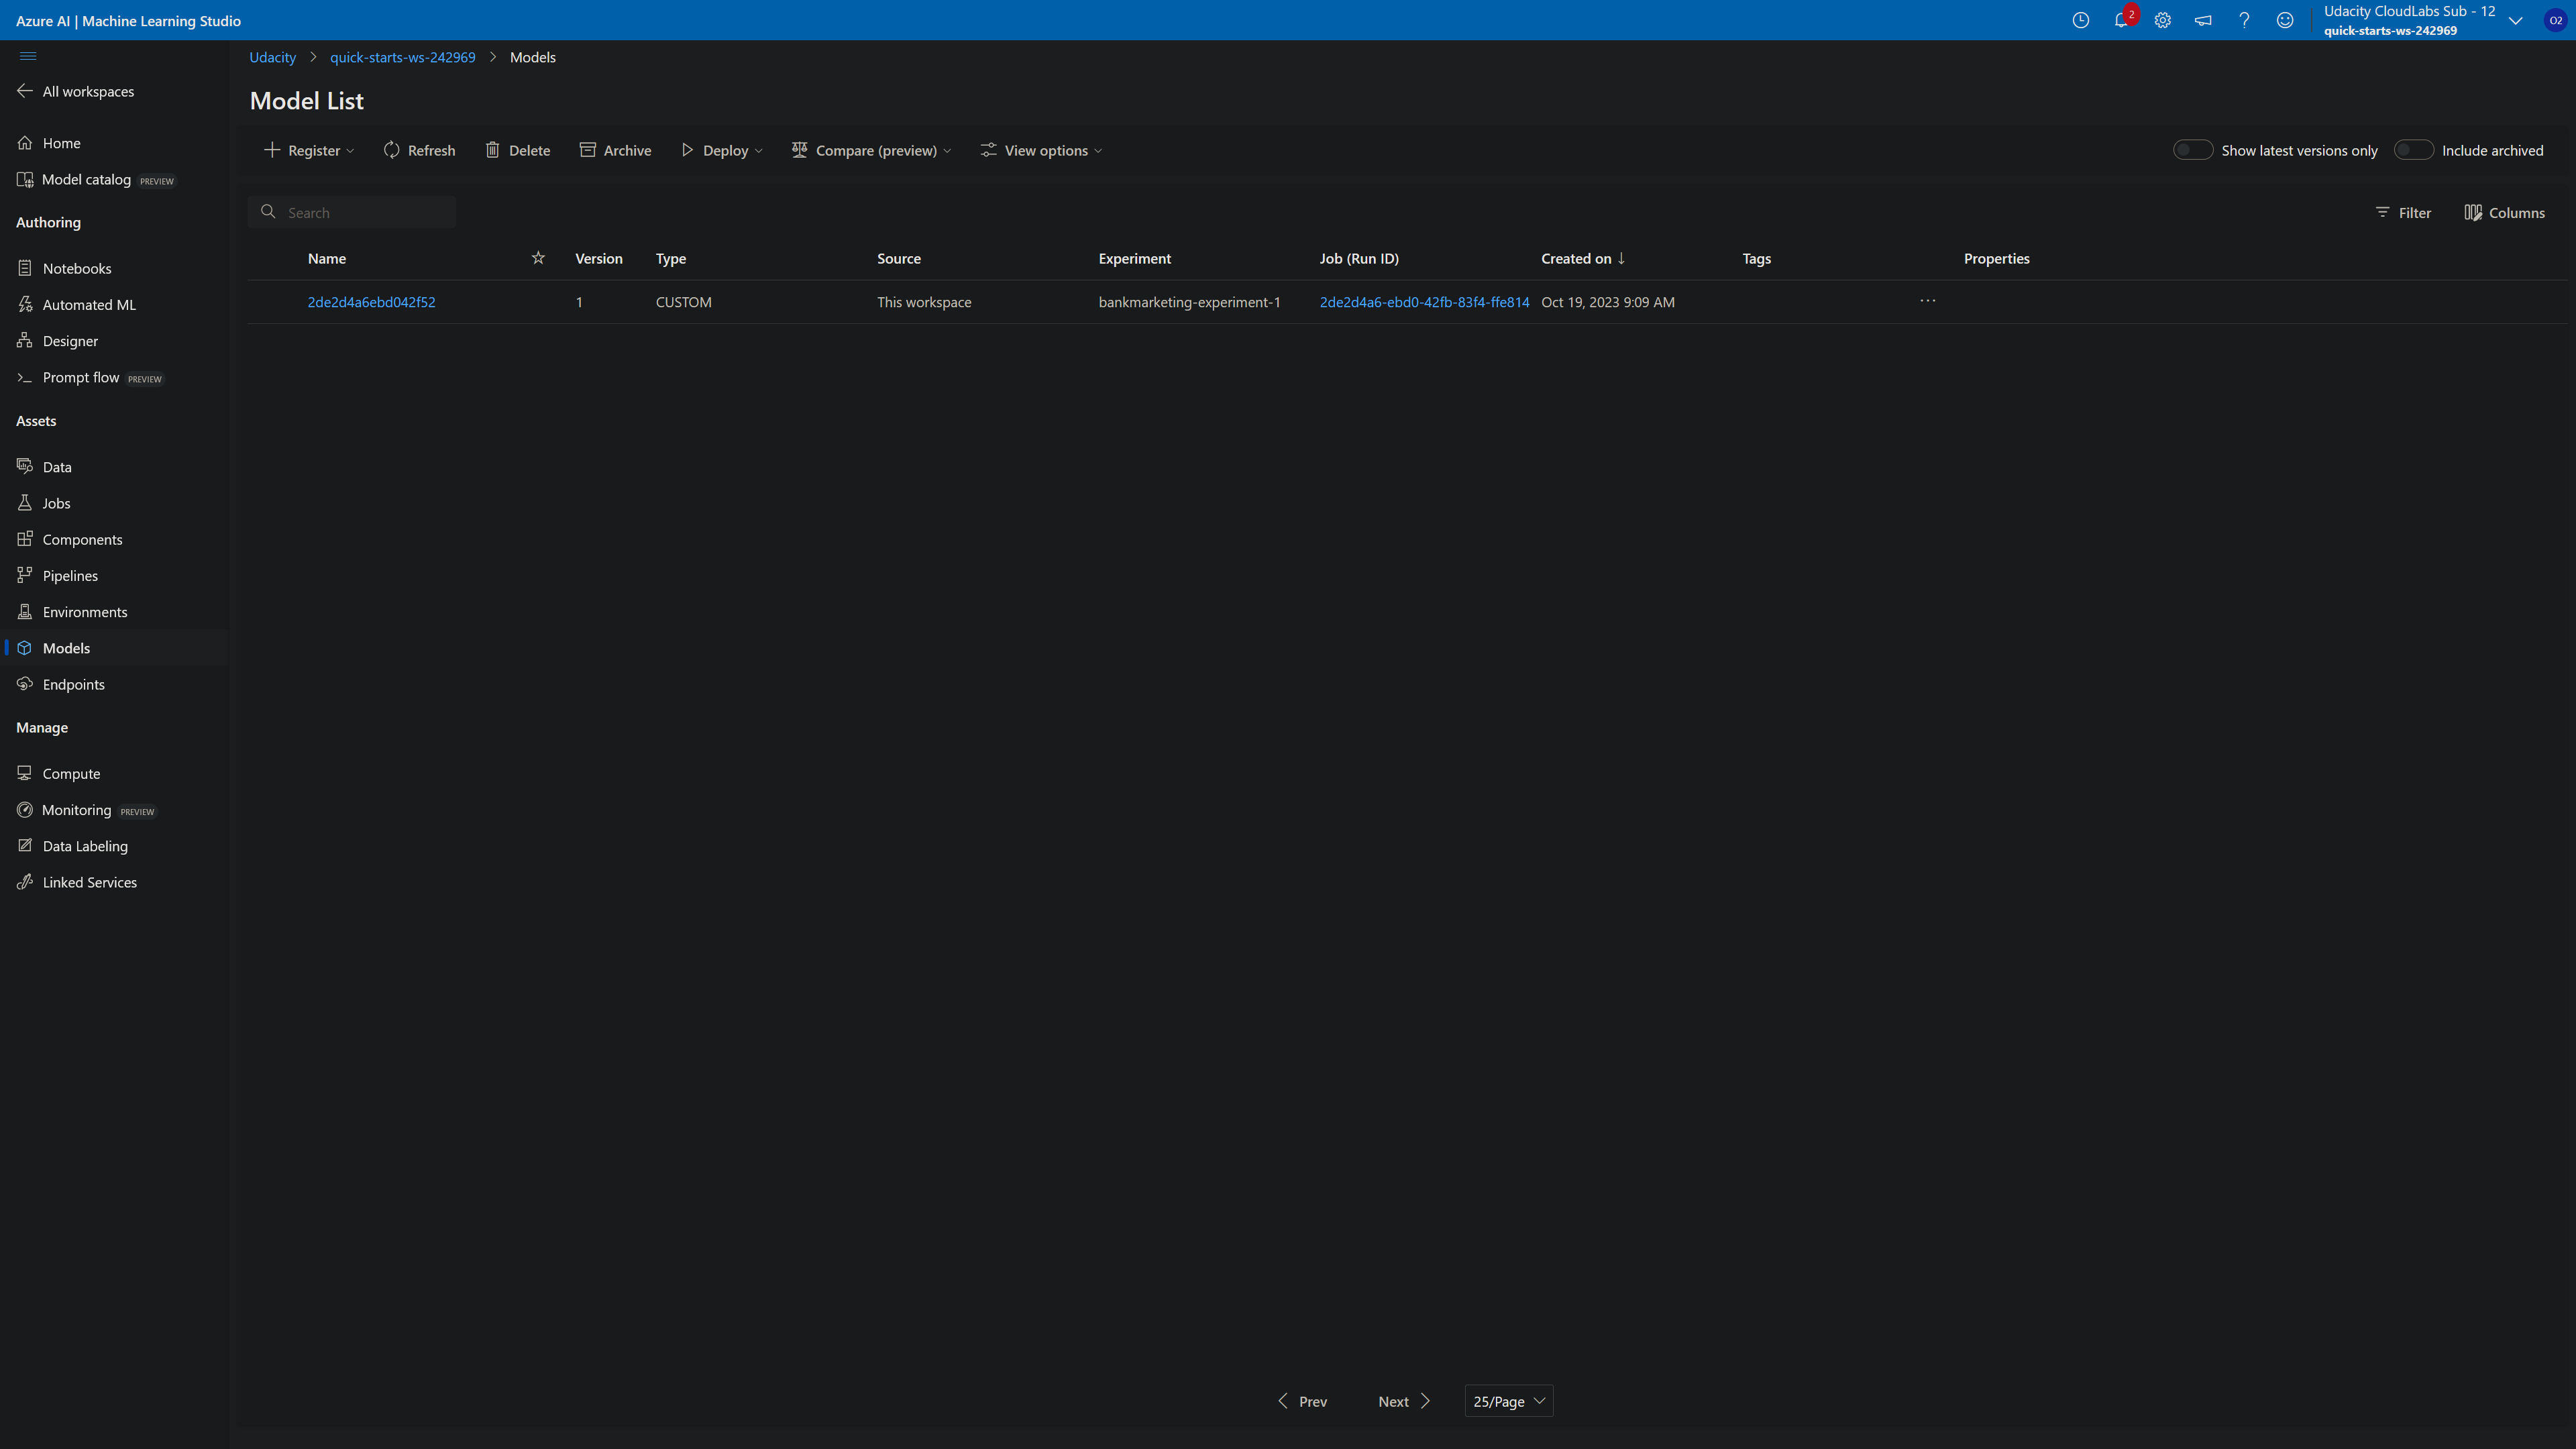 Azure AI | Machine Learning Studio
2
Udacity CloudLabs Sub - 12
quick-starts-ws-242969
O2
Udacity > quick-starts-ws-242969 > Models
All workspaces
Model List
Home
Model catalog PREVIEW
Authoring
Notebooks
Automated ML
Designer
Prompt flow PREVIEW
Assets
Data
Jobs
Components
Pipelines
Environments
Models
Endpoints
Manage
Compute
Monitoring PREVIEW
Data Labeling
Linked Services
Register Refresh Delete Archive Deploy Compare (preview) View options Show latest versions only Include archived
Search Filter Columns
Name Version Type Source Experiment Job (Run ID) Created on ↓ Tags Properties
2de2d4a6ebd042f52 1 CUSTOM This workspace bankmarketing-experiment-1 2de2d4a6-ebd0-42fb-83f4-ffe814 Oct 19, 2023 9:09 AM ...
Prev Next 25/Page